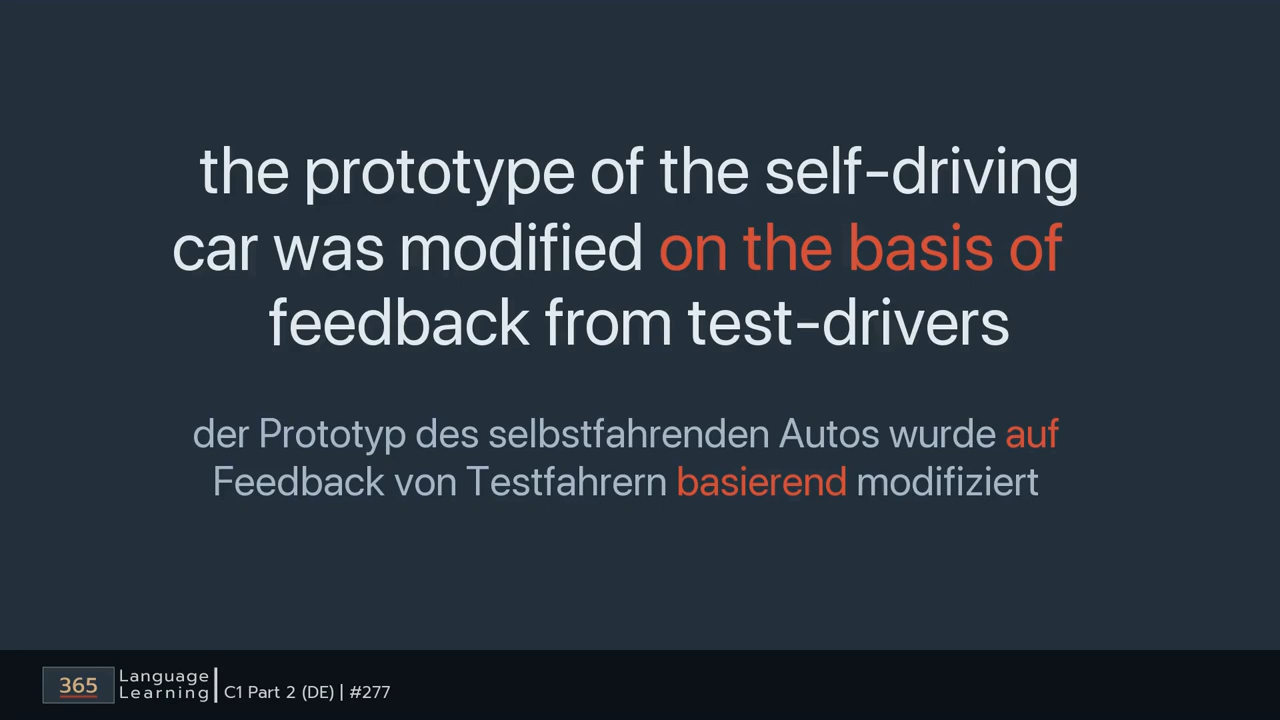 the prototype of the self-driving
car was modified on the basis of
feedback from test-drivers
der Prototyp des selbstfahrenden Autos wurde auf
Feedback von Testfahrern basierend modifiziert
365
Language
Learning
C1 Part 2 (DE) | #277